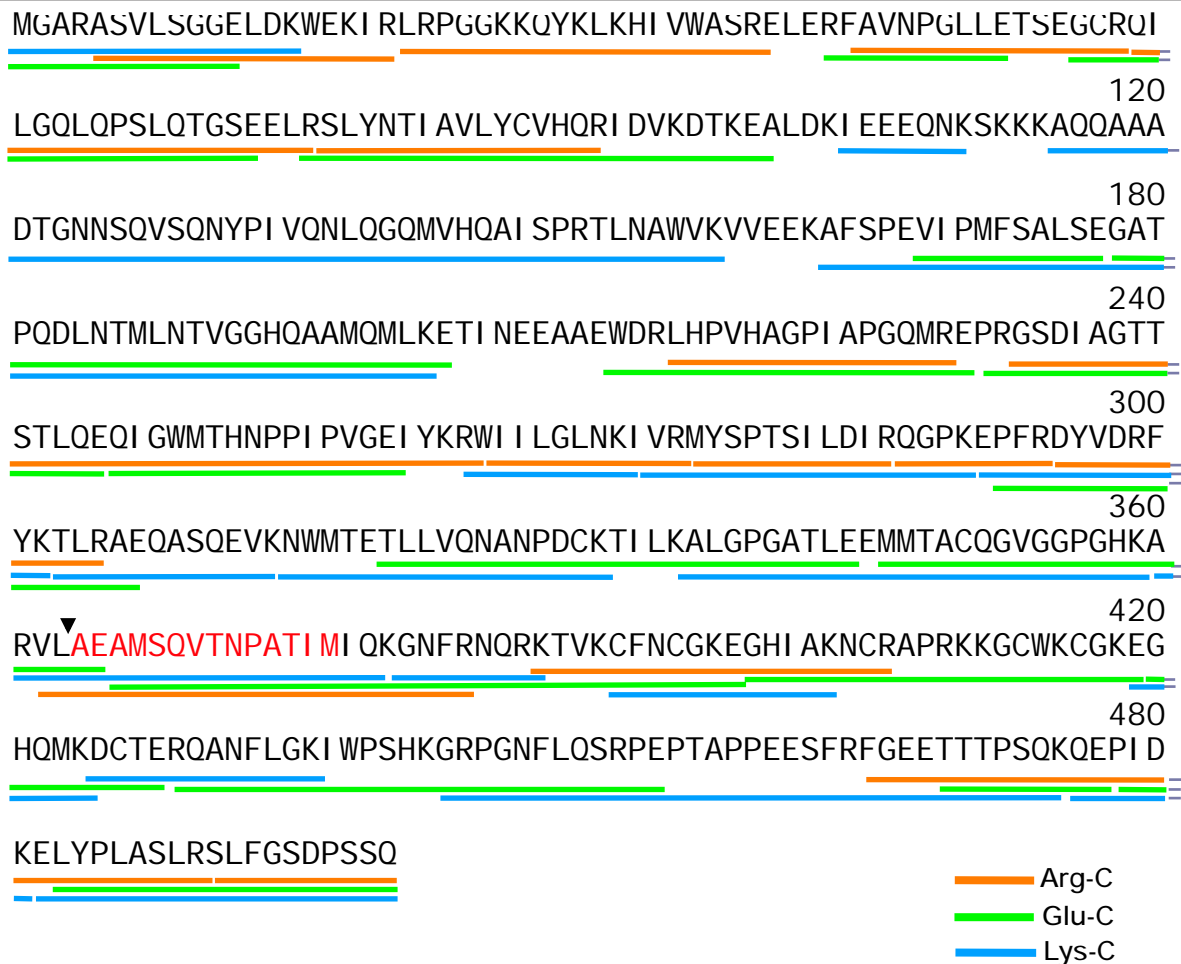 MGARASVLSGGELDKWEKIRLRPGGKKQYKLKHIVWASRELERFAVNPGLLETSEGCRQI
120
LGQLQPSLQTGSEELRSLYNTIAVLYCVHQRIDVKDTKEALDKIEEEQNKSKKKAQQAAA
180
DTGNNSQVSQNYPIVQNLQGQMVHQAISPRTLNAWVKVVEEKAFSPEVIPMFSALSEGAT
240
PQDLNTMLNTVGGHQAAMQMLKETINEEAAEWDRLHPVHAGPIAPGQMREPRGSDIAGTT
300
STLQEQIGWMTHNPPIPVGEIYKRWIILGLNKIVRMYSPTSILDIRQGPKEPFRDYVDRF
360
YKTLRAEQASQEVKNWMTETLLVQNANPDCKTILKALGPGATLEEMMTACQGVGGPGHKA
420
RVLAEAMSQVTNPATIMIQKGNFRNQRKTVKCFNCGKEGHIAKNCRAPRKKGCWKCGKEG
480
HQMKDCTERQANFLGKIWPSHKGRPGNFLQSRPEPTAPPEESFRFGEETTTPSQKQEPID
KELYPLASLRSLFGSDPSSQ
Arg-C
Glu-C
Lys-C